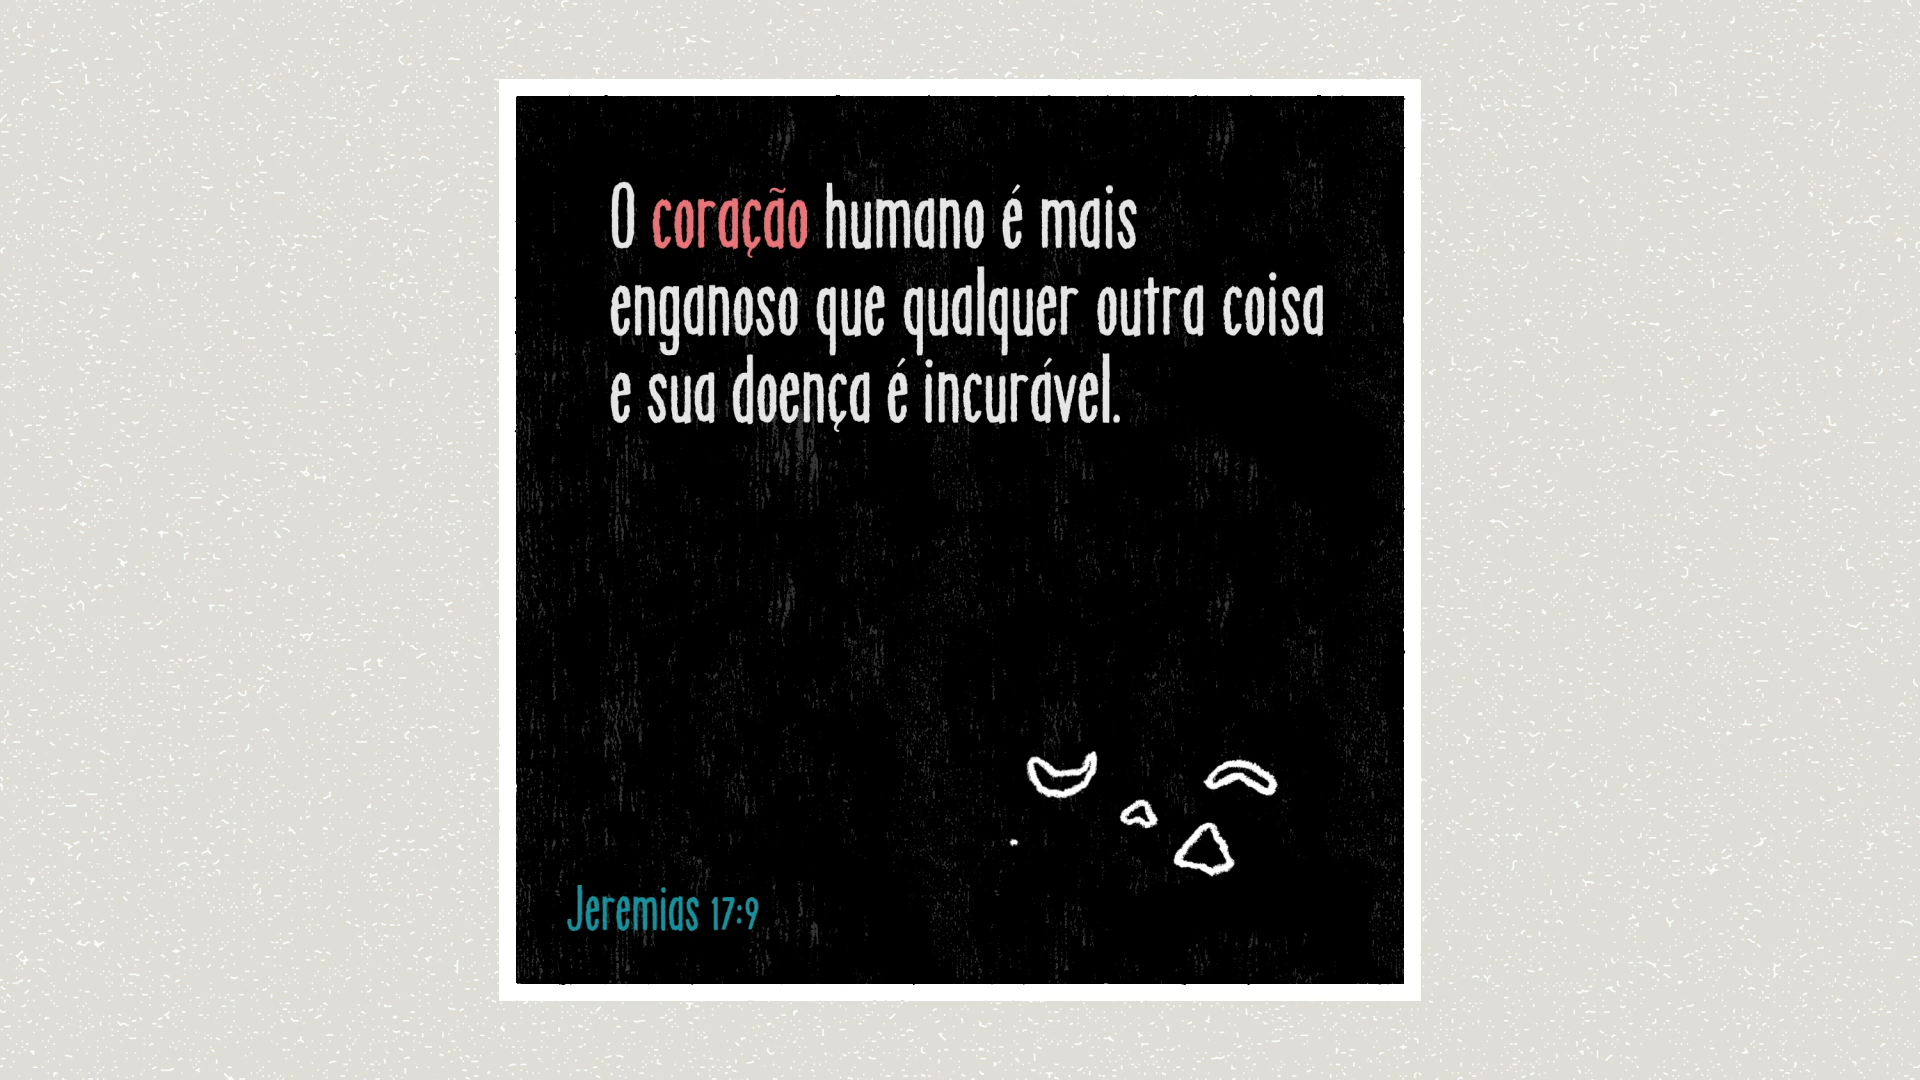 O coração humano é mais
enganoso que qualquer outra coisa
e sua doença é incurável.
Jeremias 17:9